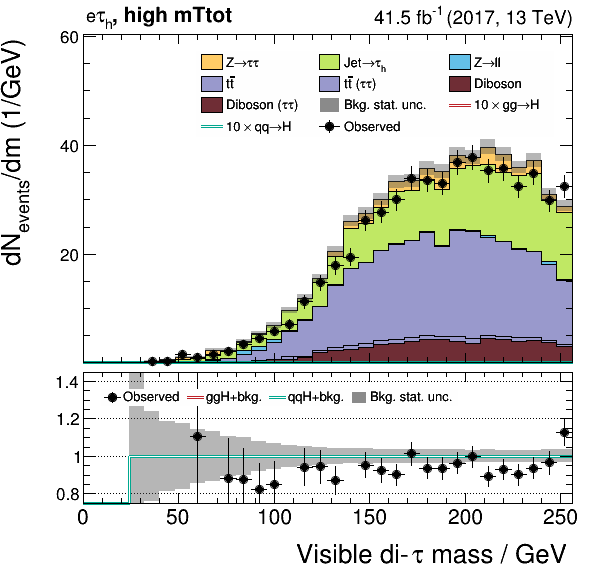 eτh, high mTtot 41.5 fb-1 (2017, 13 TeV)
60
40
20
dNevents/dm (1/GeV)
Z→ττ Jet→τh Z→ll
tt̄ tt̄ (ττ) Diboson
Diboson (ττ) Bkg. stat. unc. 10 × gg→H
10 × qq→H Observed
1.4
1.2
1
0.8
Observed ggH+bkg. qqH+bkg. Bkg. stat. unc.
0 50 100 150 200 250
Visible di-τ mass / GeV